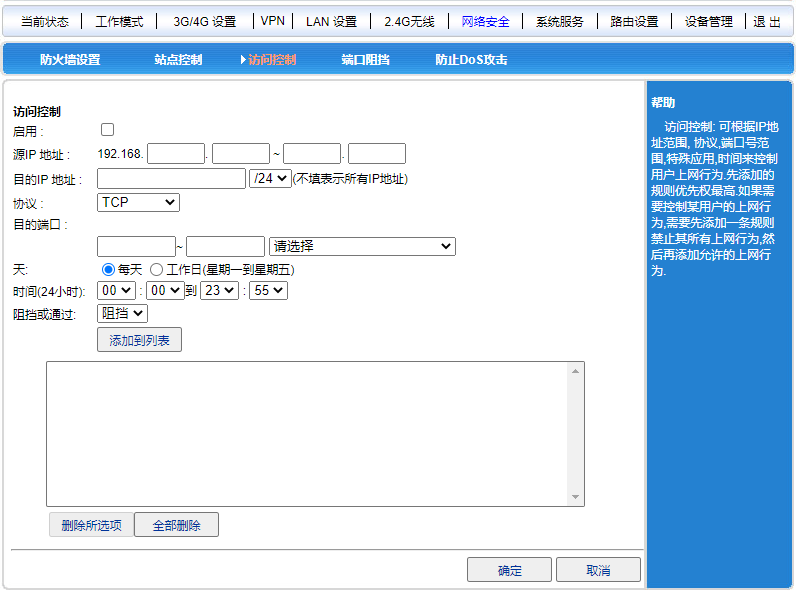 当前状态 工作模式 3G/4G 设置 VPN LAN 设置 2.4G无线 网络安全 系统服务 路由设置 设备管理 退 出
防火墙设置 站点控制 访问控制 端口阻挡 防止DoS攻击
访问控制
启用 :
源IP 地址 : 192.168. . ~ .
目的IP 地址 : /24 (不填表示所有IP地址)
协议 : TCP
目的端口 :
~ 请选择
天: 每天 工作日(星期一到星期五)
时间(24小时): 00 : 00 到 23 : 55
阻挡或通过: 阻挡
添加到列表
删除所选项 全部删除
确定 取消
帮助
访问控制: 可根据IP地
址范围, 协议,端口号范
围,特殊应用,时间来控制
用户上网行为.先添加的
规则优先权最高.如果需
要控制某用户的上网行
为,需要先添加一条规则
禁止其所有上网行为,然
后再添加允许的上网行
为.